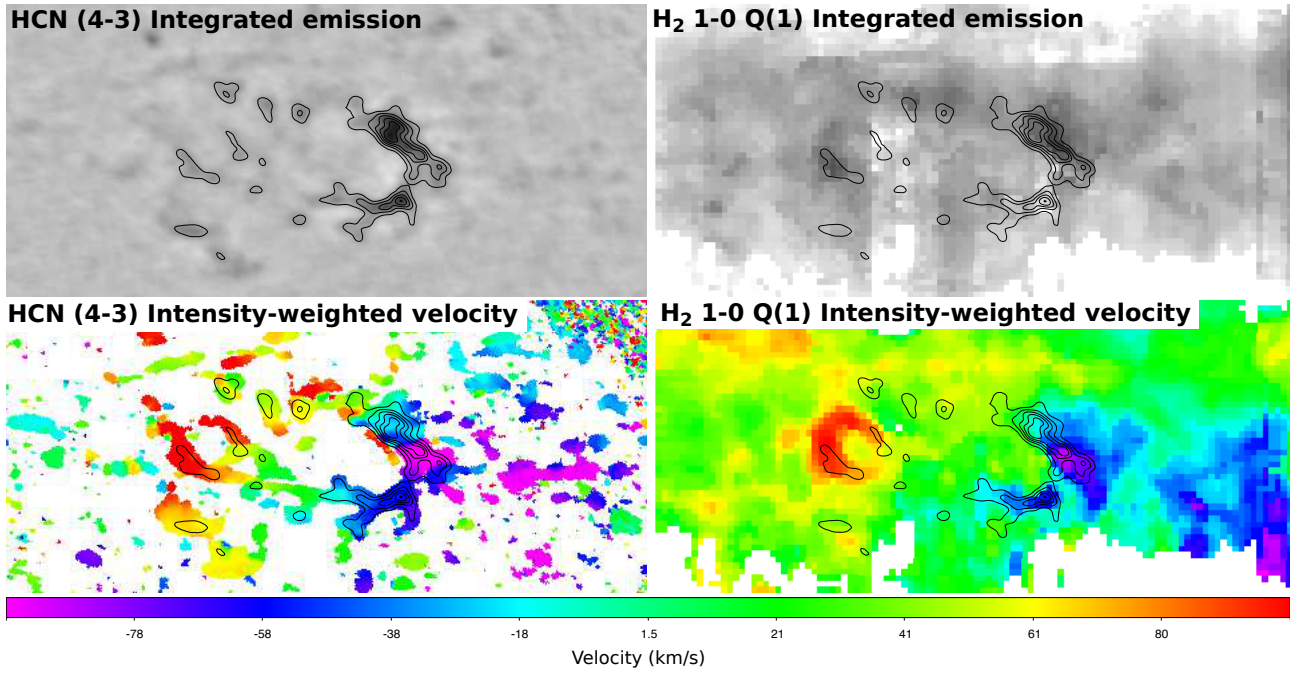 HCN (4-3) Integrated emission
H₂ 1-0 Q(1) Integrated emission
HCN (4-3) Intensity-weighted velocity
H₂ 1-0 Q(1) Intensity-weighted velocity
-78 -58 -38 -18 1.5 21 41 61 80
Velocity (km/s)